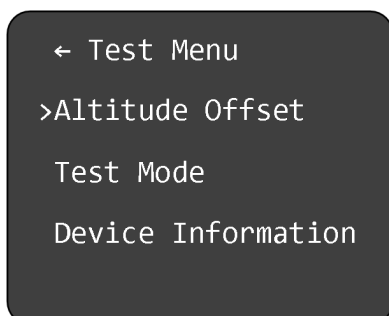 ← Test Menu
>Altitude Offset
Test Mode
Device Information